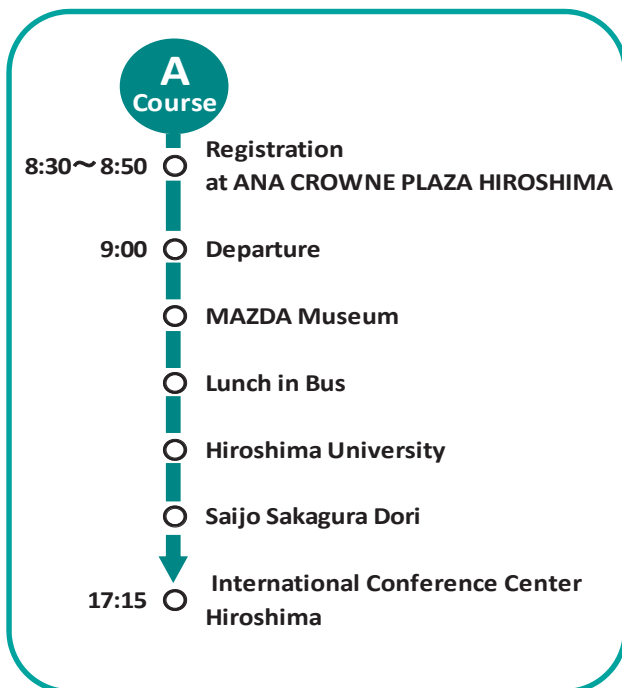 A
Course
8:30～8:50
Registration
at ANA CROWNE PLAZA HIROSHIMA
9:00
Departure
MAZDA Museum
Lunch in Bus
Hiroshima University
Saijo Sakagura Dori
17:15
International Conference Center
Hiroshima